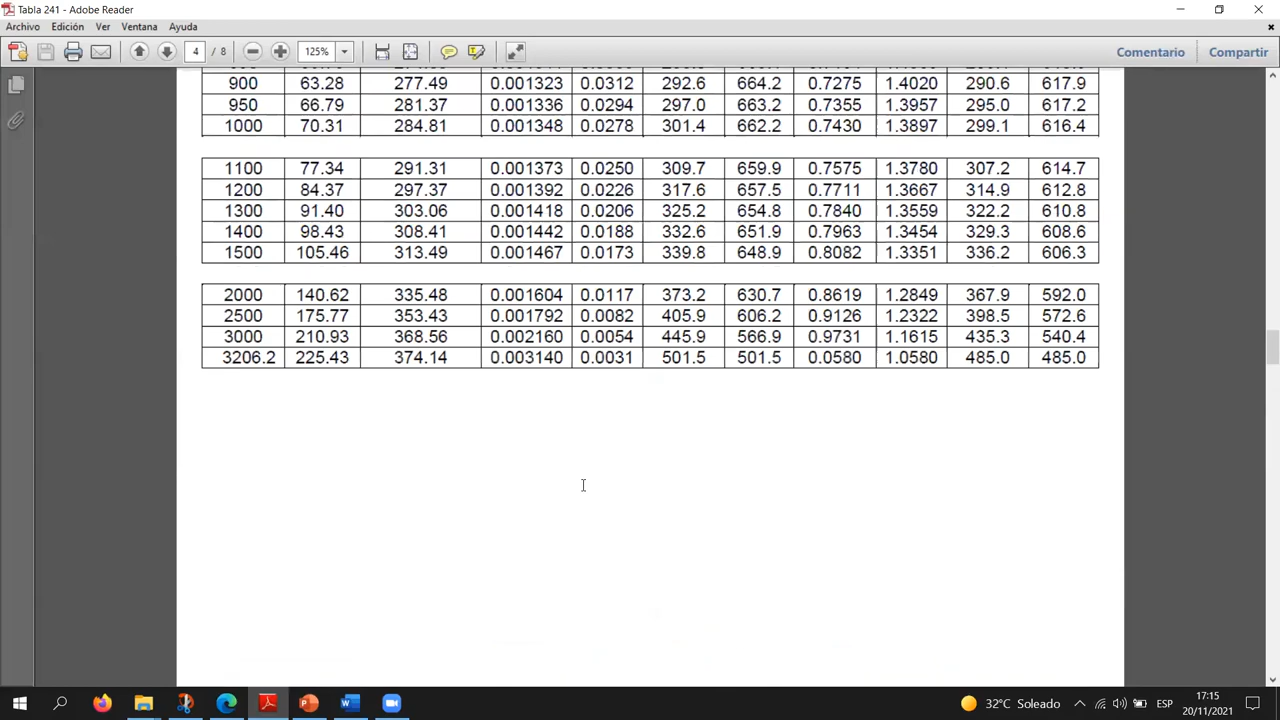 Tabla 241 - Adobe Reader
Archivo Edición Ver Ventana Ayuda
4 / 8 125% Comentario Compartir
900 63.28 277.49 0.001323 0.0312 292.6 664.2 0.7275 1.4020 290.6 617.9
950 66.79 281.37 0.001336 0.0294 297.0 663.2 0.7355 1.3957 295.0 617.2
1000 70.31 284.81 0.001348 0.0278 301.4 662.2 0.7430 1.3897 299.1 616.4
1100 77.34 291.31 0.001373 0.0250 309.7 659.9 0.7575 1.3780 307.2 614.7
1200 84.37 297.37 0.001392 0.0226 317.6 657.5 0.7711 1.3667 314.9 612.8
1300 91.40 303.06 0.001418 0.0206 325.2 654.8 0.7840 1.3559 322.2 610.8
1400 98.43 308.41 0.001442 0.0188 332.6 651.9 0.7963 1.3454 329.3 608.6
1500 105.46 313.49 0.001467 0.0173 339.8 648.9 0.8082 1.3351 336.2 606.3
2000 140.62 335.48 0.001604 0.0117 373.2 630.7 0.8619 1.2849 367.9 592.0
2500 175.77 353.43 0.001792 0.0082 405.9 606.2 0.9126 1.2322 398.5 572.6
3000 210.93 368.56 0.002160 0.0054 445.9 566.9 0.9731 1.1615 435.3 540.4
3206.2 225.43 374.14 0.003140 0.0031 501.5 501.5 0.0580 1.0580 485.0 485.0
32°C Soleado ESP 17:15
20/11/2021